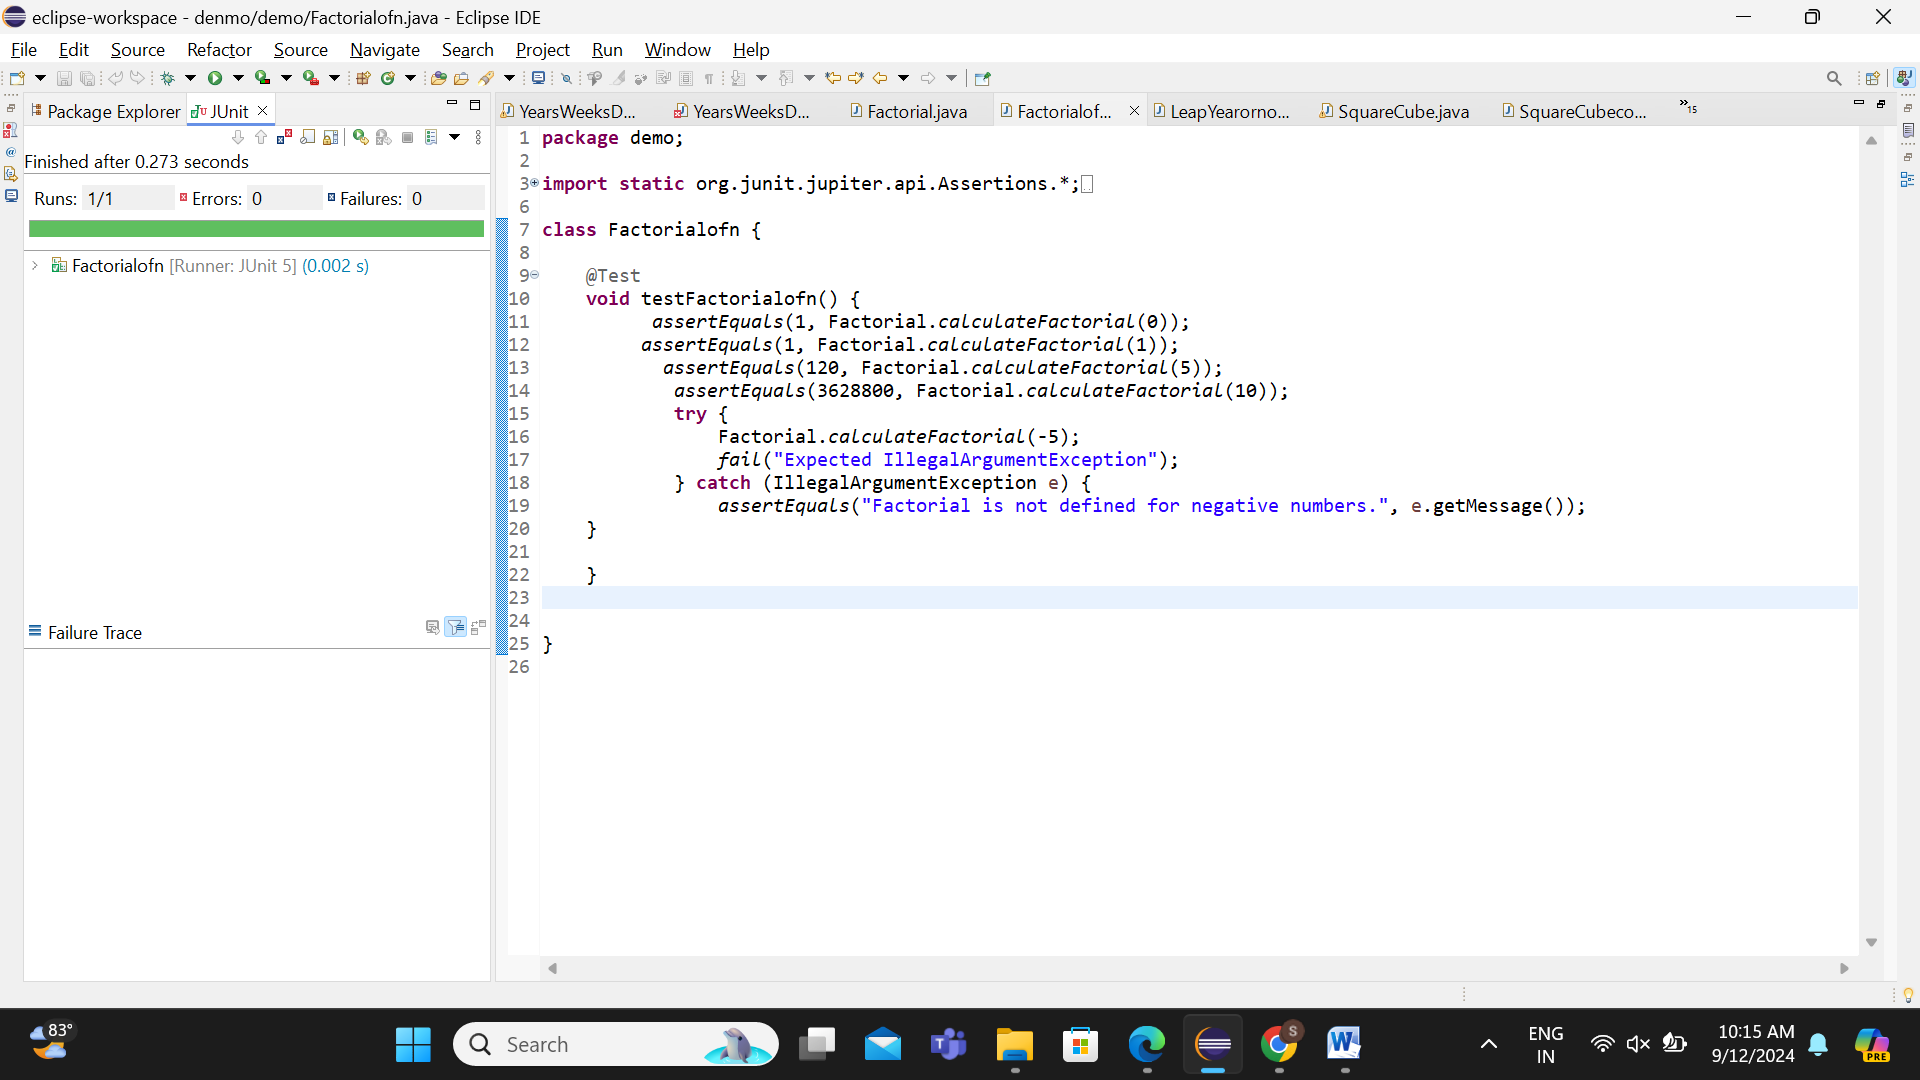 eclipse-workspace - denmo/demo/Factorialofn.java - Eclipse IDE
File Edit Source Refactor Source Navigate Search Project Run Window Help
Package Explorer JUnit
YearsWeeksD... YearsWeeksD... Factorial.java Factorialof... LeapYearorno... SquareCube.java SquareCubeco... »15
Finished after 0.273 seconds
Runs: 1/1 Errors: 0 Failures: 0
Factorialofn [Runner: JUnit 5] (0.002 s)
Failure Trace
1 package demo;
2
3 import static org.junit.jupiter.api.Assertions.*;
6
7 class Factorialofn {
8
9     @Test
10     void testFactorialofn() {
11           assertEquals(1, Factorial.calculateFactorial(0));
12          assertEquals(1, Factorial.calculateFactorial(1));
13            assertEquals(120, Factorial.calculateFactorial(5));
14             assertEquals(3628800, Factorial.calculateFactorial(10));
15             try {
16                 Factorial.calculateFactorial(-5);
17                 fail("Expected IllegalArgumentException");
18             } catch (IllegalArgumentException e) {
19                 assertEquals("Factorial is not defined for negative numbers.", e.getMessage());
20     }
21
22     }
23
24
25 }
26
83°
Search
T
S
W
ENG
IN
10:15 AM
9/12/2024
PRE